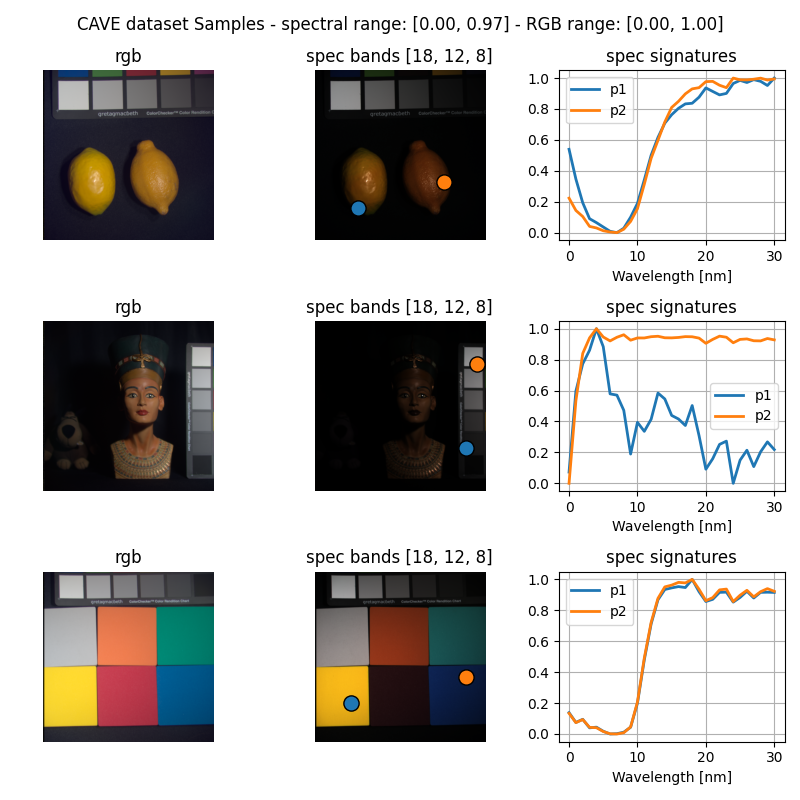 CAVE dataset Samples - spectral range: [0.00, 0.97] - RGB range: [0.00, 1.00]
rgb
spec bands [18, 12, 8]
spec signatures
gretagmacbeth
1.0
0.8
0.6
0.4
0.2
0.0
p1
p2
0
10
20
30
Wavelength [nm]
rgb
spec bands [18, 12, 8]
spec signatures
1.0
0.8
0.6
0.4
0.2
0.0
p1
p2
0
10
20
30
Wavelength [nm]
rgb
spec bands [18, 12, 8]
spec signatures
gretagmacbeth
1.0
0.8
0.6
0.4
0.2
0.0
p1
p2
0
10
20
30
Wavelength [nm]